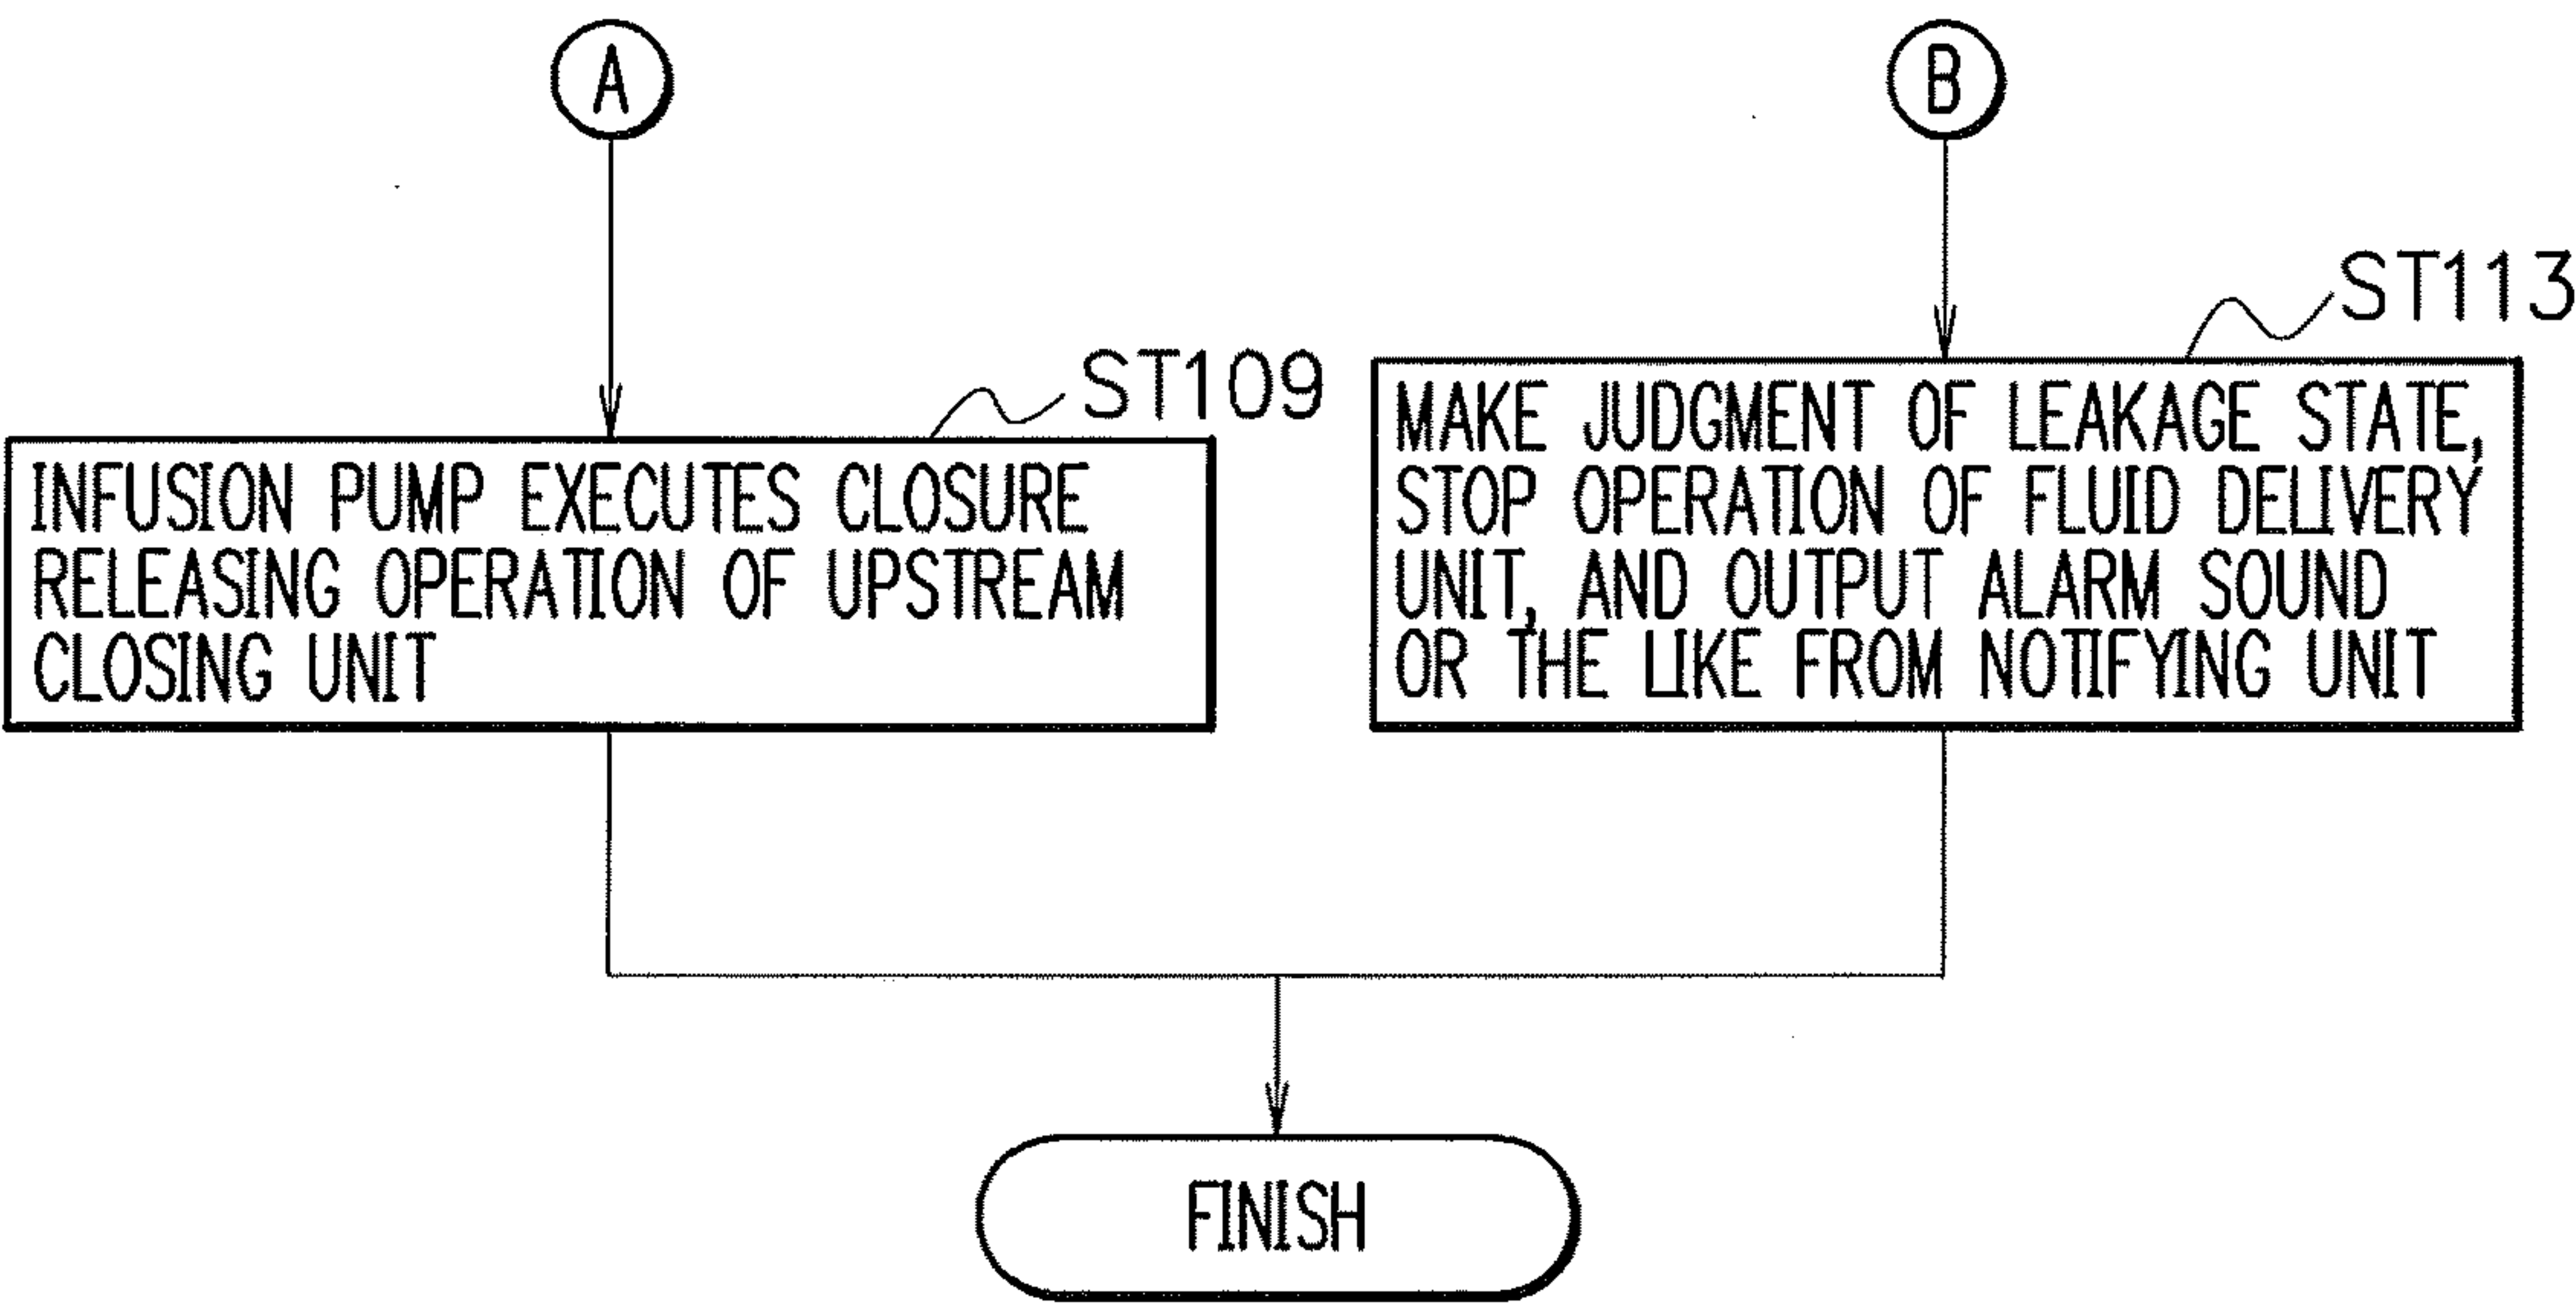 A
B
ST109
INFUSION PUMP EXECUTES CLOSURE
RELEASING OPERATION OF UPSTREAM
CLOSING UNIT
ST113
MAKE JUDGMENT OF LEAKAGE STATE,
STOP OPERATION OF FLUID DELIVERY
UNIT, AND OUTPUT ALARM SOUND
OR THE LIKE FROM NOTIFYING UNIT
FINISH